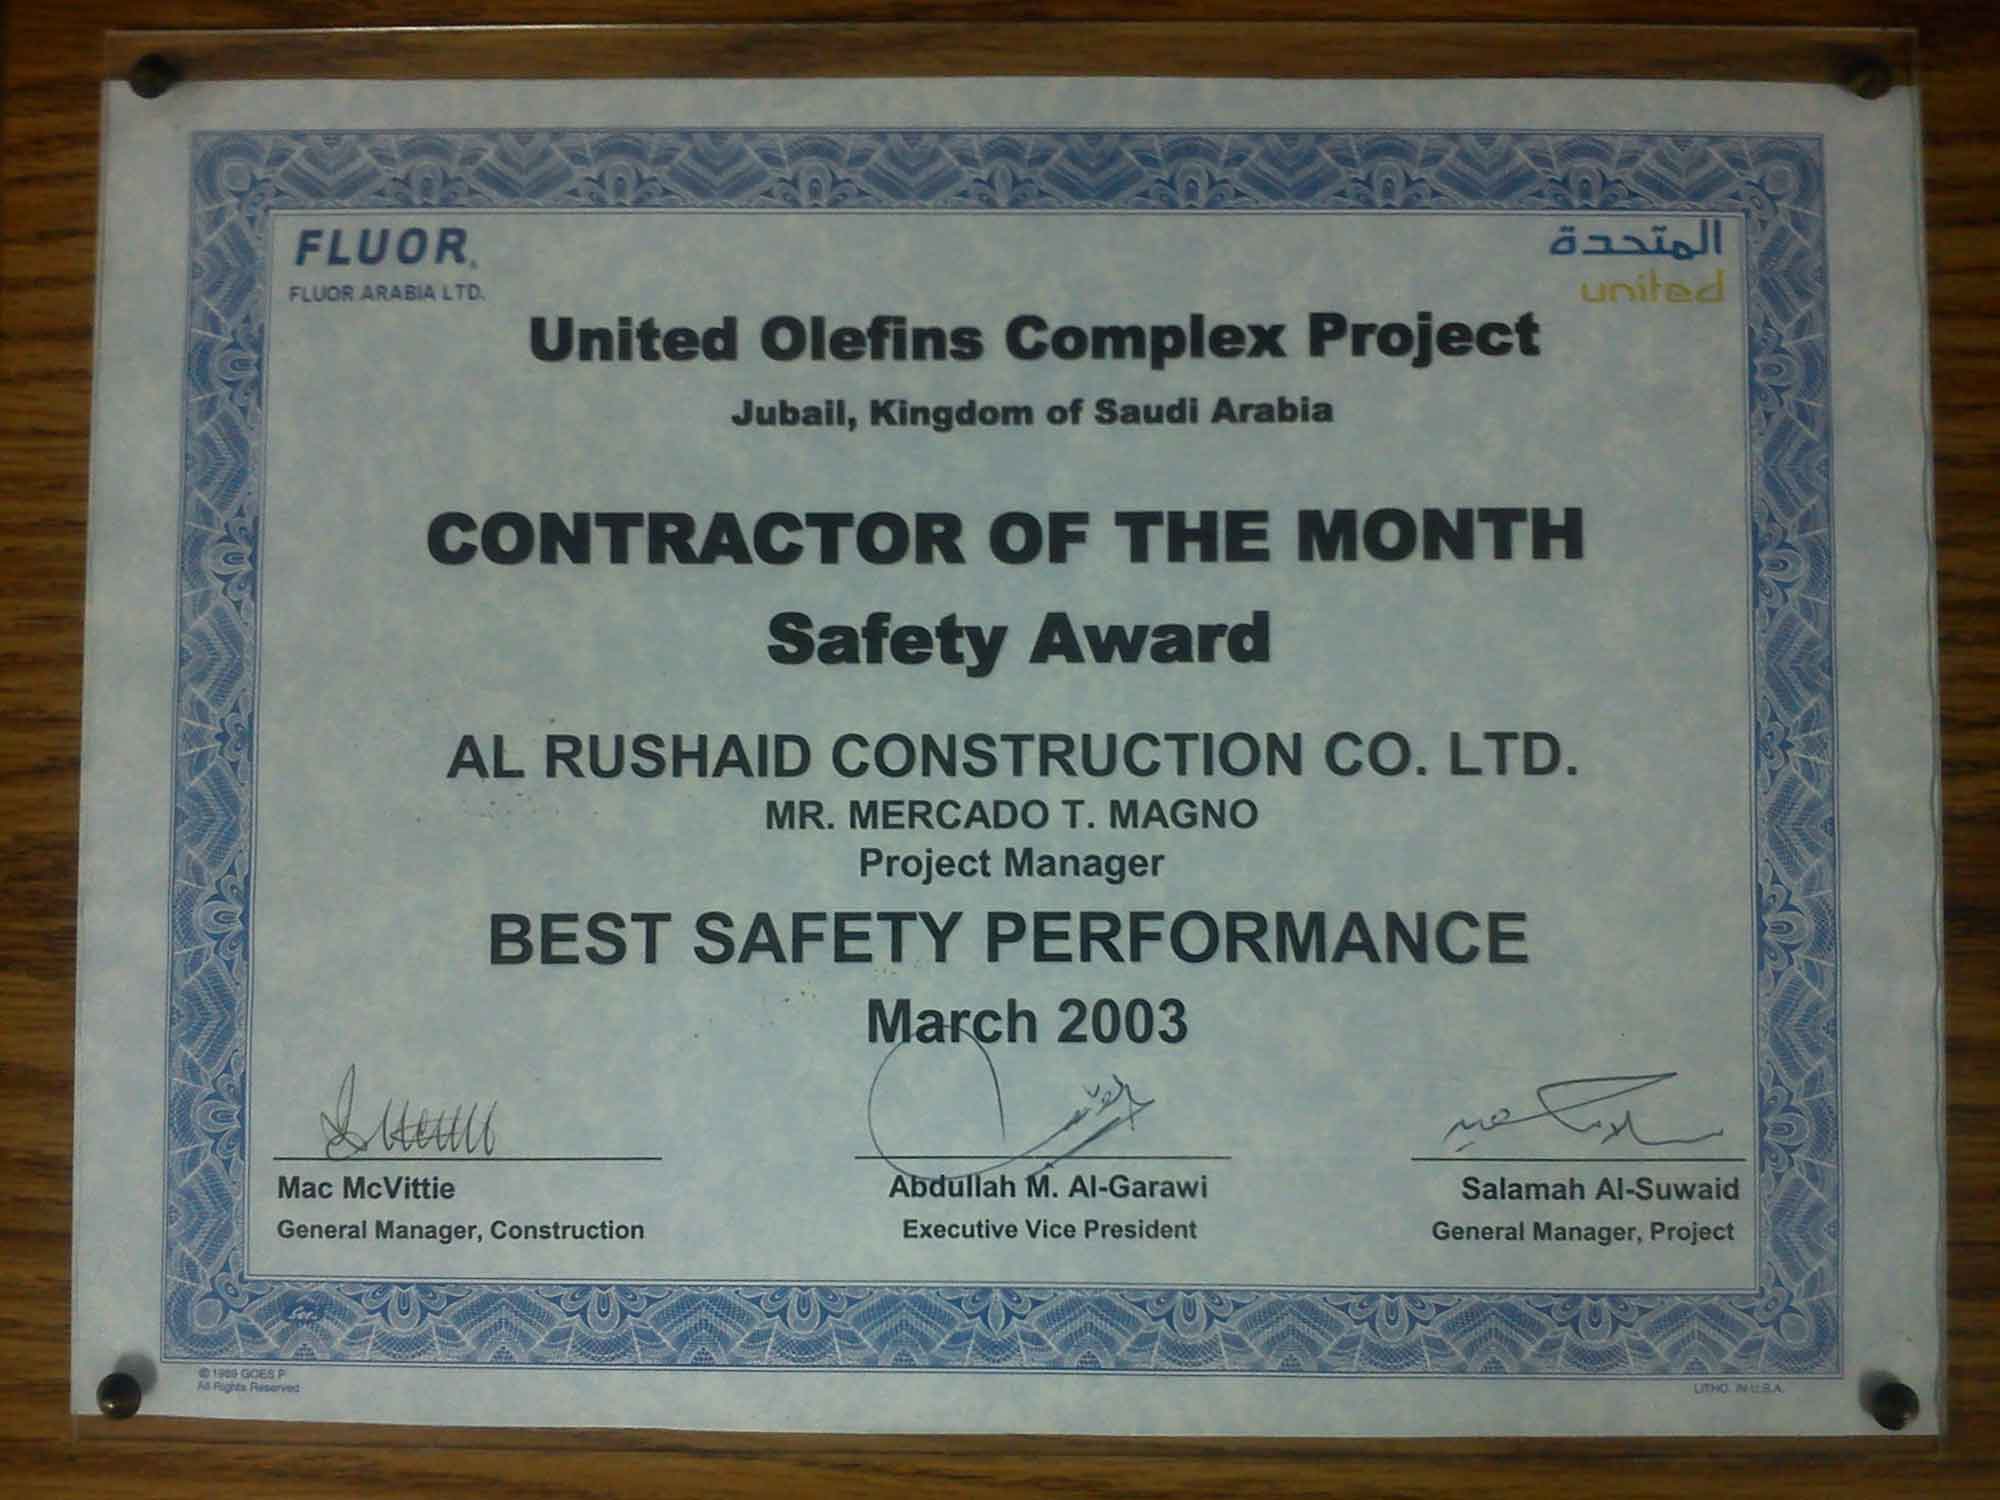 FLUOR®
FLUOR ARABIA LTD.
المتحدة
united
United Olefins Complex Project
Jubail, Kingdom of Saudi Arabia
CONTRACTOR OF THE MONTH
Safety Award
AL RUSHAID CONSTRUCTION CO. LTD.
MR. MERCADO T. MAGNO
Project Manager
BEST SAFETY PERFORMANCE
March 2003
Mac McVittie
General Manager, Construction
Abdullah M. Al-Garawi
Executive Vice President
Salamah Al-Suwaid
General Manager, Project
© 1989 GOES P
All Rights Reserved
LITHO. IN U.S.A.